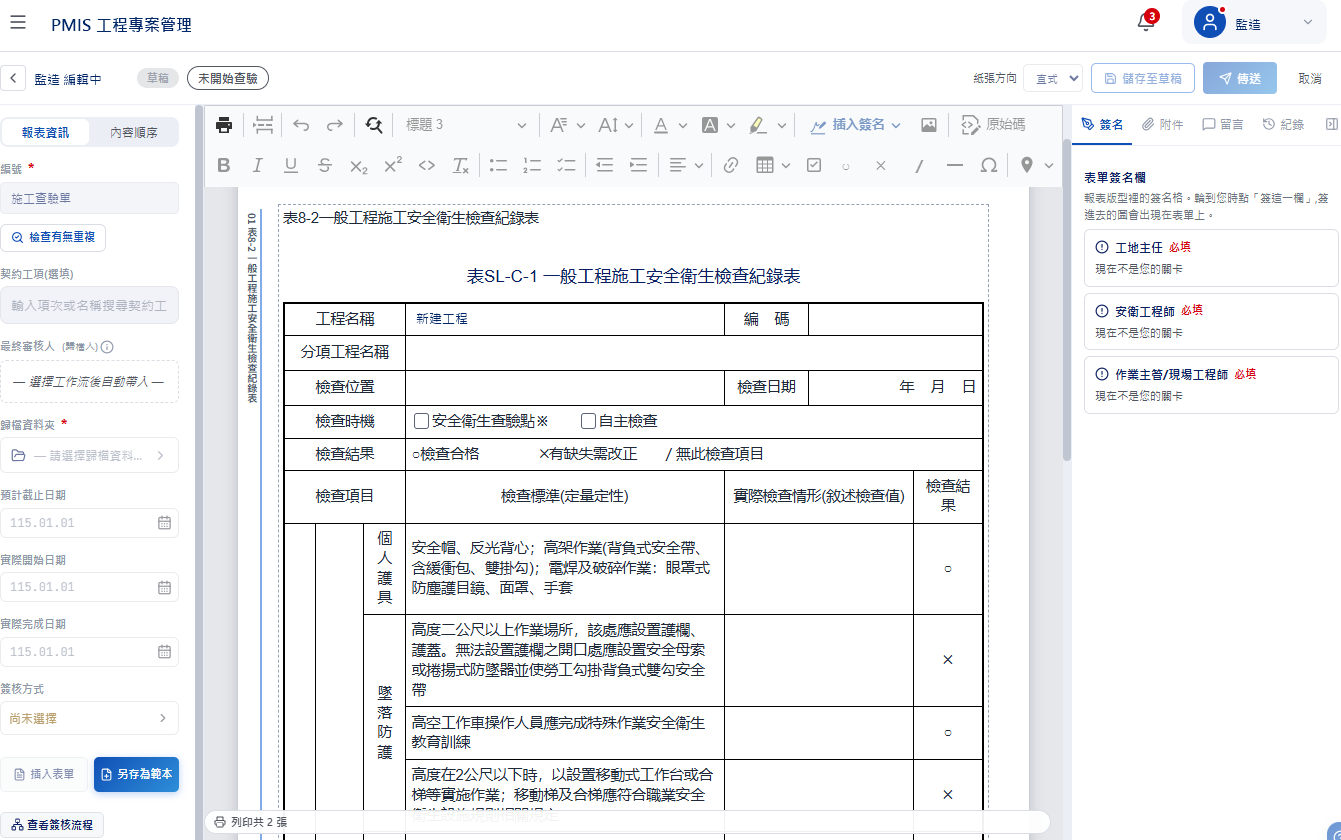 PMIS 工程專案管理
3
監造
監造 編輯中
草稿
未開始查驗
紙張方向
直式
儲存至草稿
傳送
取消
報表資訊
內容順序
編號 *
施工查驗單
檢查有無重複
契約工項(選填)
輸入項次或名稱搜尋契約工
最終審核人 (歸檔人)
— 選擇工作流後自動帶入 —
歸檔資料夾 *
— 請選擇歸檔資料...
預計截止日期
115.01.01
實際開始日期
115.01.01
實際完成日期
115.01.01
簽核方式
尚未選擇
插入表單
另存為範本
查看簽核流程
標題 3
插入簽名
原始碼
01 表8-2 一般工程施工安全衛生檢查紀錄表
表8-2一般工程施工安全衛生檢查紀錄表
表SL-C-1 一般工程施工安全衛生檢查紀錄表
工程名稱
新建工程
編 碼
分項工程名稱
檢查位置
檢查日期
年 月 日
檢查時機
安全衛生查驗點※
自主檢查
檢查結果
○檢查合格 ×有缺失需改正 / 無此檢查項目
檢查項目
檢查標準(定量定性)
實際檢查情形(敘述檢查值)
檢查結
果
個人護具
安全帽、反光背心；高架作業(背負式安全帶、
含緩衝包、雙掛勾)；電焊及破碎作業：眼罩式
防塵護目鏡、面罩、手套
○
墜落防護
高度二公尺以上作業場所，該處應設置護欄、
護蓋。無法設置護欄之開口處應設置安全母索
或捲揚式防墜器並使勞工勾掛背負式雙勾安全
帶
×
高空工作車操作人員應完成特殊作業安全衛生
教育訓練
○
高度在2公尺以下時，以設置移動式工作台或合
梯等實施作業；移動梯及合梯應符合職業安全
×
列印共 2 張
簽名
附件
留言
紀錄
表單簽名欄
報表版型裡的簽名格。輪到您時點「簽這一欄」,簽
進去的圖會出現在表單上。
工地主任 必填
現在不是您的關卡
安衛工程師 必填
現在不是您的關卡
作業主管/現場工程師 必填
現在不是您的關卡